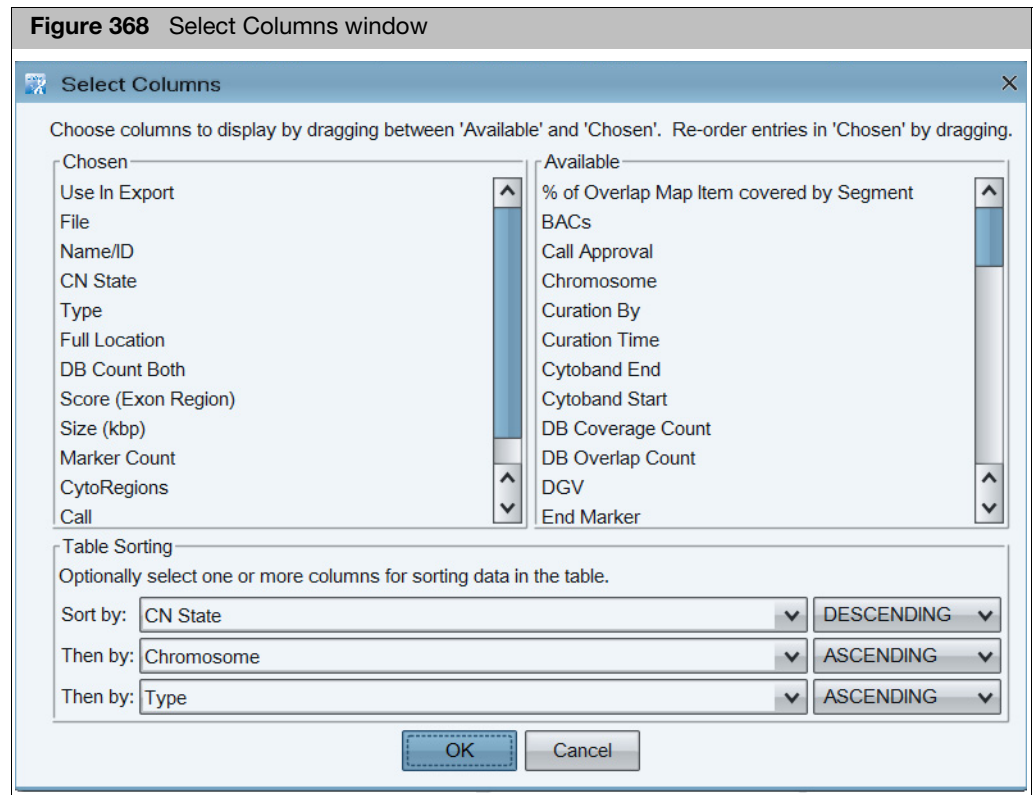 Figure 368 Select Columns window
Select Columns
Choose columns to display by dragging between 'Available' and 'Chosen'. Re-order entries in 'Chosen' by dragging.
Chosen
Use In Export
File
Name/ID
CN State
Type
Full Location
DB Count Both
Score (Exon Region)
Size (kbp)
Marker Count
CytoRegions
Call
Available
% of Overlap Map Item covered by Segment
BACs
Call Approval
Chromosome
Curation By
Curation Time
Cytoband End
Cytoband Start
DB Coverage Count
DB Overlap Count
DGV
End Marker
Table Sorting
Optionally select one or more columns for sorting data in the table.
Sort by: CN State DESCENDING
Then by: Chromosome ASCENDING
Then by: Type ASCENDING
OK Cancel